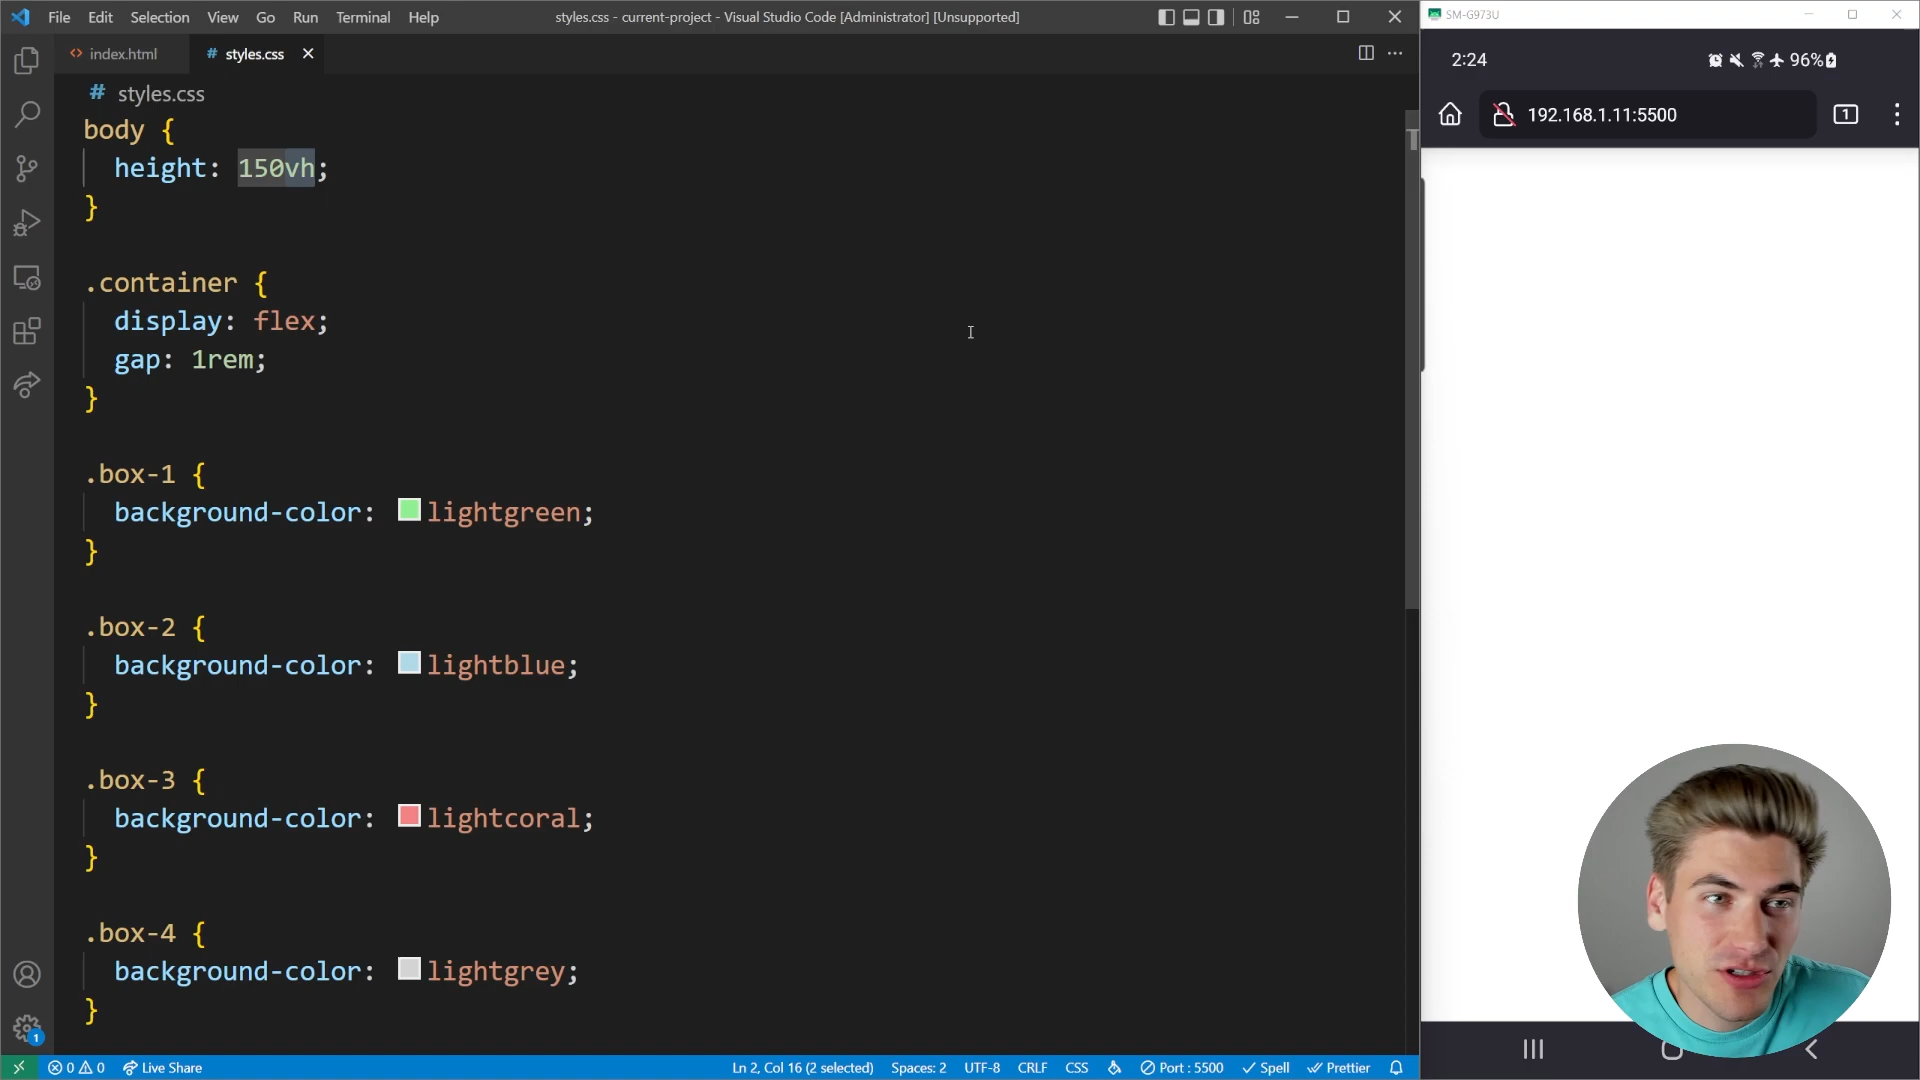 File Edit Selection View Go Run Terminal Help
styles.css - current-project - Visual Studio Code [Administrator] [Unsupported]
SM-G973U
index.html
# styles.css
2:24
96%
# styles.css
192.168.1.11:5500
1
body {
height: 150vh;
}
.container {
display: flex;
gap: 1rem;
}
.box-1 {
background-color: lightgreen;
}
.box-2 {
background-color: lightblue;
}
.box-3 {
background-color: lightcoral;
}
.box-4 {
background-color: lightgrey;
}
1
0 0 Live Share
Ln 2, Col 16 (2 selected) Spaces: 2 UTF-8 CRLF CSS Port : 5500 Spell Prettier